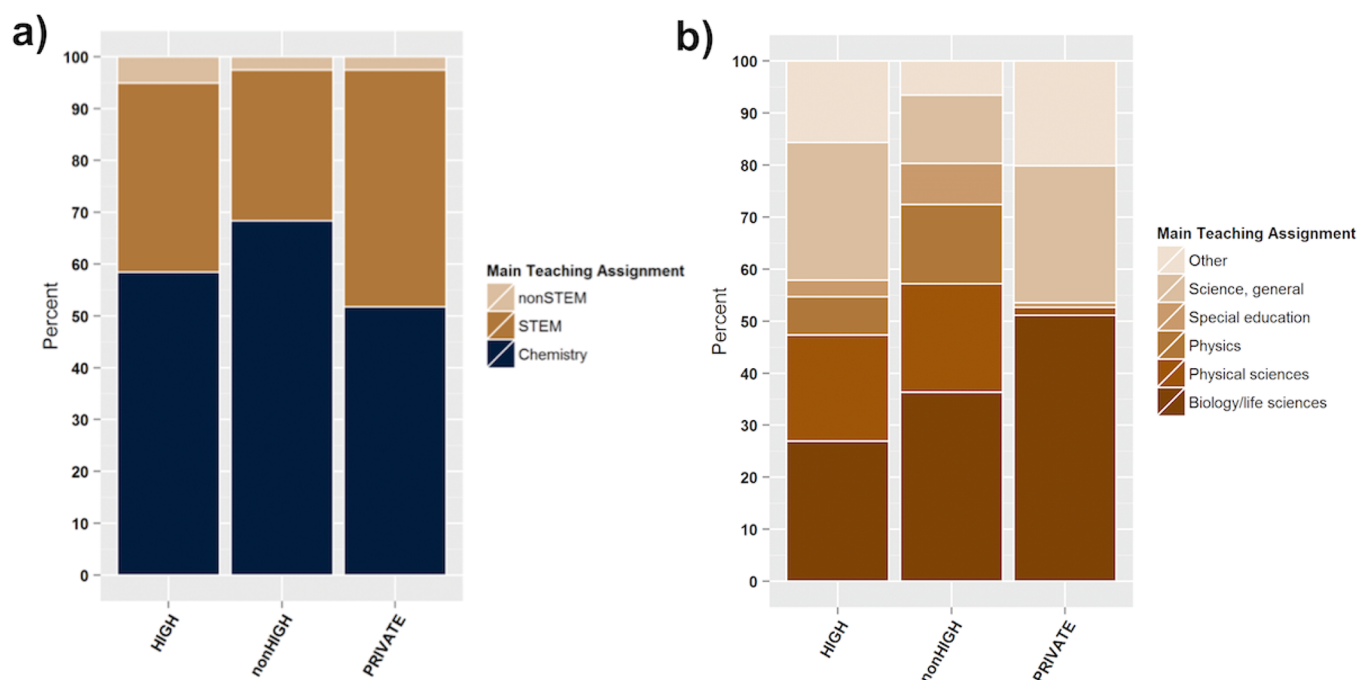 a)
Percent
100
90
80
70
60
50
40
30
20
10
0
HIGH
nonHIGH
PRIVATE
Main Teaching Assignment
nonSTEM
STEM
Chemistry
b)
Percent
100
90
80
70
60
50
40
30
20
10
0
HIGH
nonHIGH
PRIVATE
Main Teaching Assignment
Other
Science, general
Special education
Physics
Physical sciences
Biology/life sciences